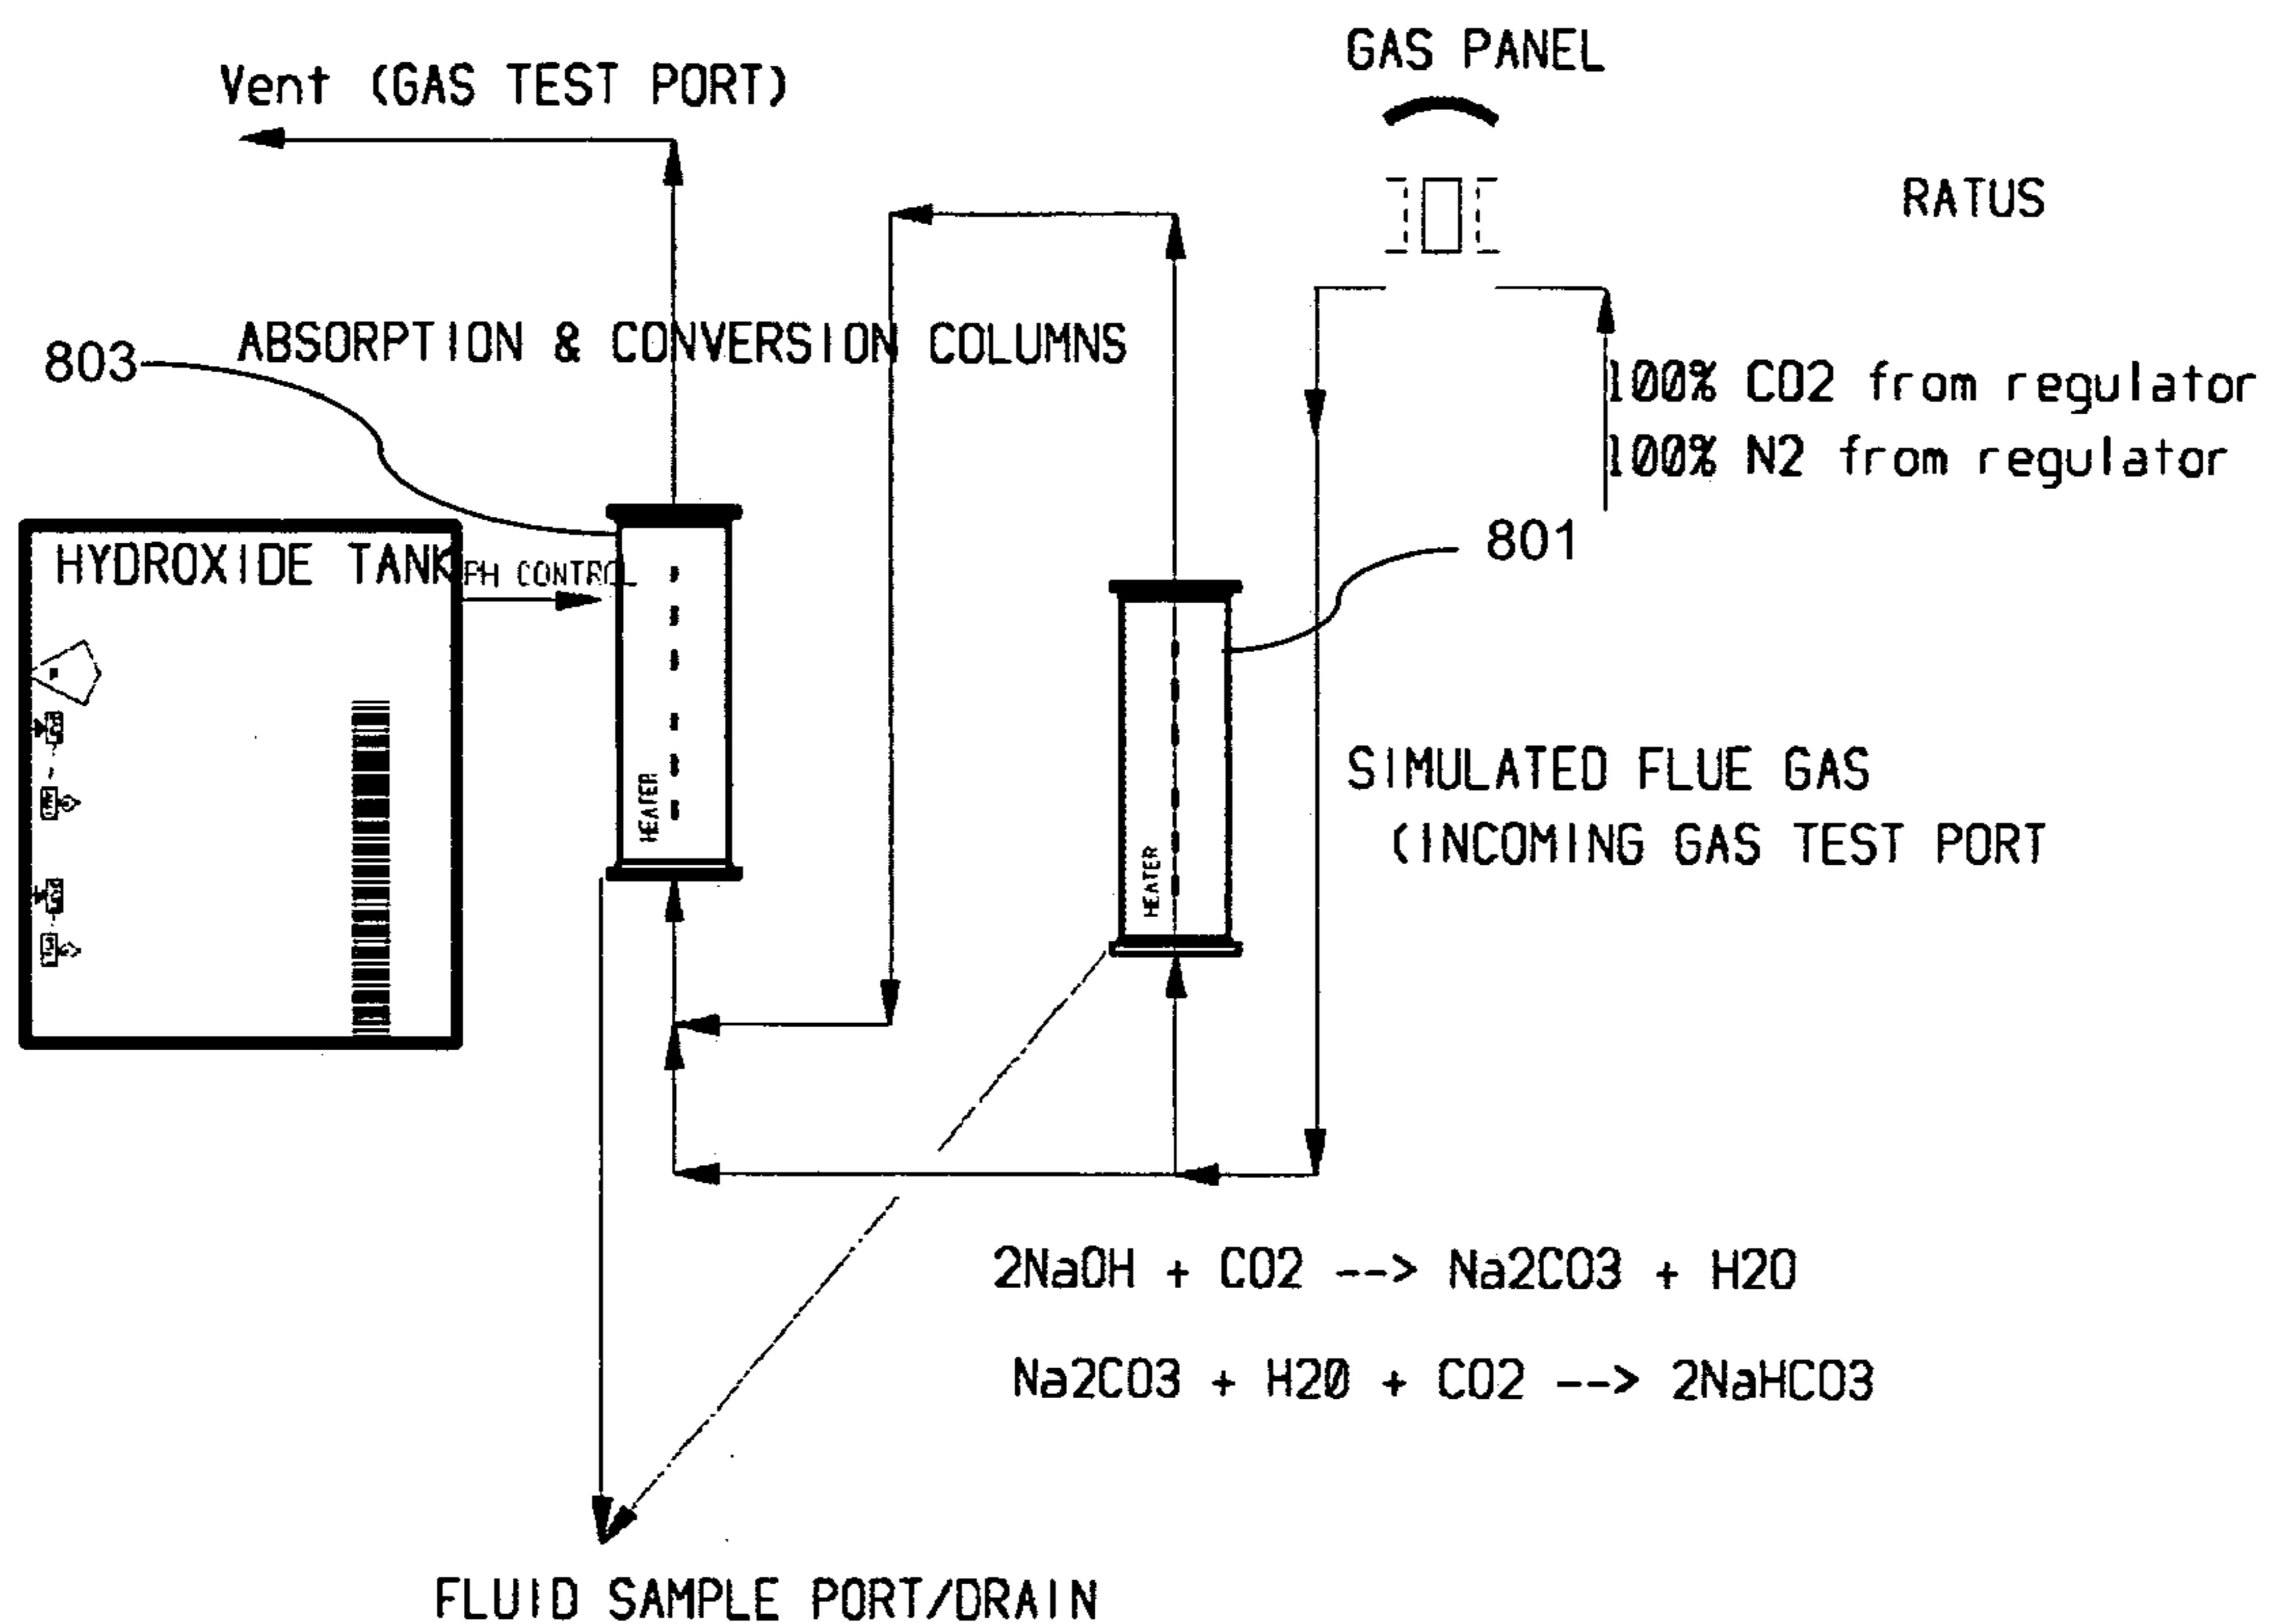 GAS PANEL
Vent (GAS TEST PORT)
RATUS
ABSORPTION & CONVERSION COLUMNS
803
100% CO2 from regulator
100% N2 from regulator
801
HYDROXIDE TANK
PH CONTROL
HEATER
SIMULATED FLUE GAS
(INCOMING GAS TEST PORT
HEATER
2NaOH + CO2 --> Na2CO3 + H2O
Na2CO3 + H20 + CO2 --> 2NaHCO3
FLUID SAMPLE PORT/DRAIN